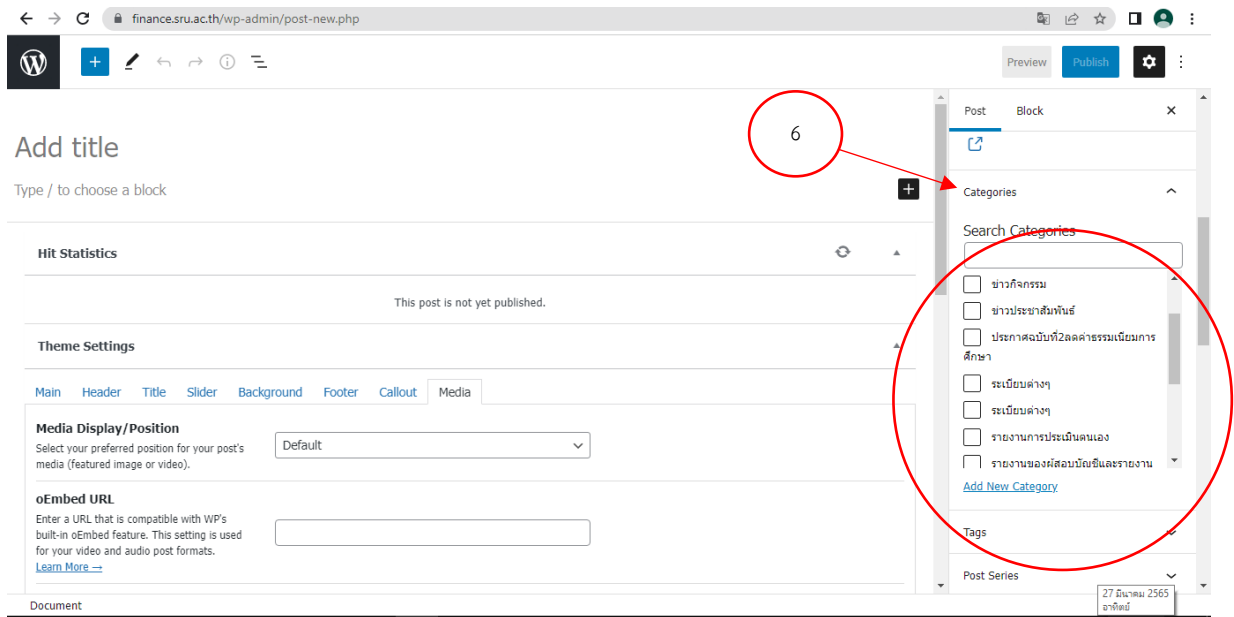 finance.sru.ac.th/wp-admin/post-new.php
Preview
Publish
Add title
Type / to choose a block
Hit Statistics
This post is not yet published.
Theme Settings
Main Header Title Slider Background Footer Callout Media
Media Display/Position
Select your preferred position for your post's
media (featured image or video).
Default
oEmbed URL
Enter a URL that is compatible with WP's
built-in oEmbed feature. This setting is used
for your video and audio post formats.
Learn More →
Document
6
Post Block
Categories
Search Categories
ข่าวกิจกรรม
ข่าวประชาสัมพันธ์
ประกาศฉบับที่2ลดค่าธรรมเนียมการ
ศึกษา
ระเบียบต่างๆ
ระเบียบต่างๆ
รายงานการประเมินตนเอง
รายงานของผู้สอบบัญชีและรายงาน
Add New Category
Tags
Post Series
27 มีนาคม 2565
อาทิตย์